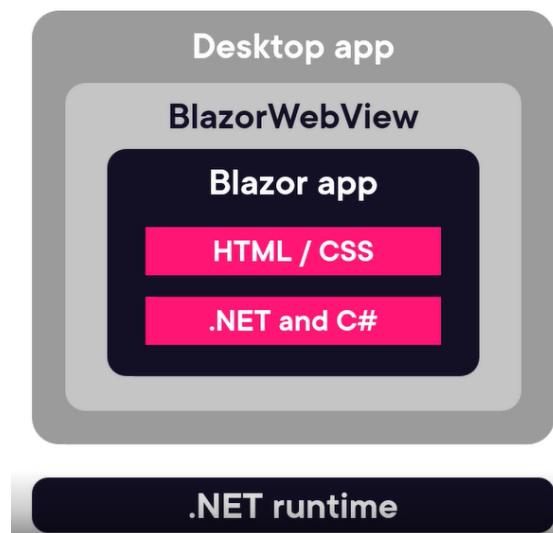 Desktop app
BlazorWebView
Blazor app
HTML / CSS
.NET and C#
.NET runtime